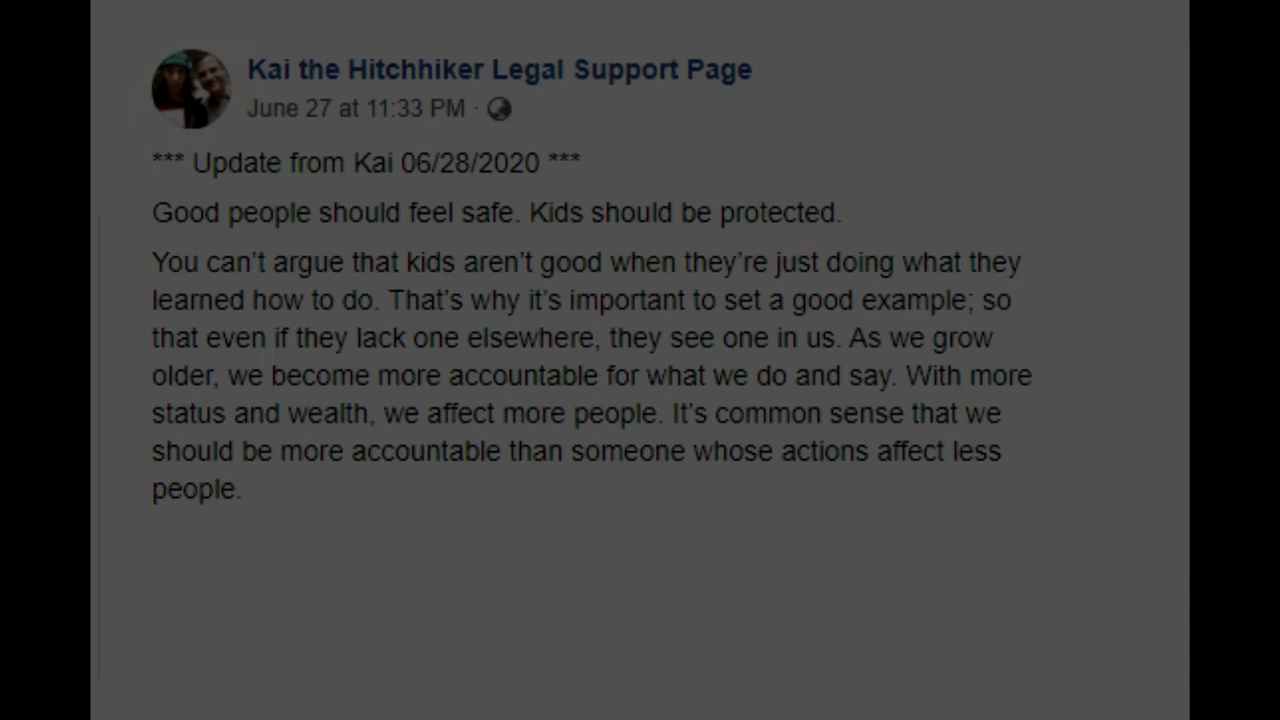 Kai the Hitchhiker Legal Support Page
June 27 at 11:33 PM ·
*** Update from Kai 06/28/2020 ***
Good people should feel safe. Kids should be protected.
You can’t argue that kids aren’t good when they’re just doing what they
learned how to do. That’s why it’s important to set a good example; so
that even if they lack one elsewhere, they see one in us. As we grow
older, we become more accountable for what we do and say. With more
status and wealth, we affect more people. It’s common sense that we
should be more accountable than someone whose actions affect less
people.